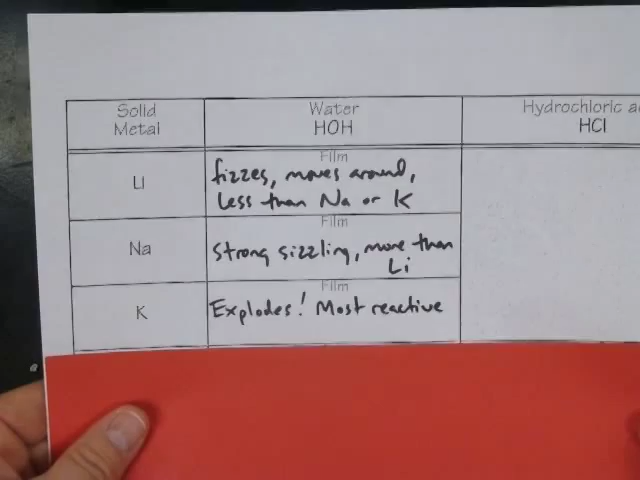 Solid
Metal
Water
HOH
Hydrochloric
HCl
Li
Film
fizzes, moves around,
less than Na or K
Na
Film
Strong sizzling, more than
Li
K
Film
Explodes! Most reactive